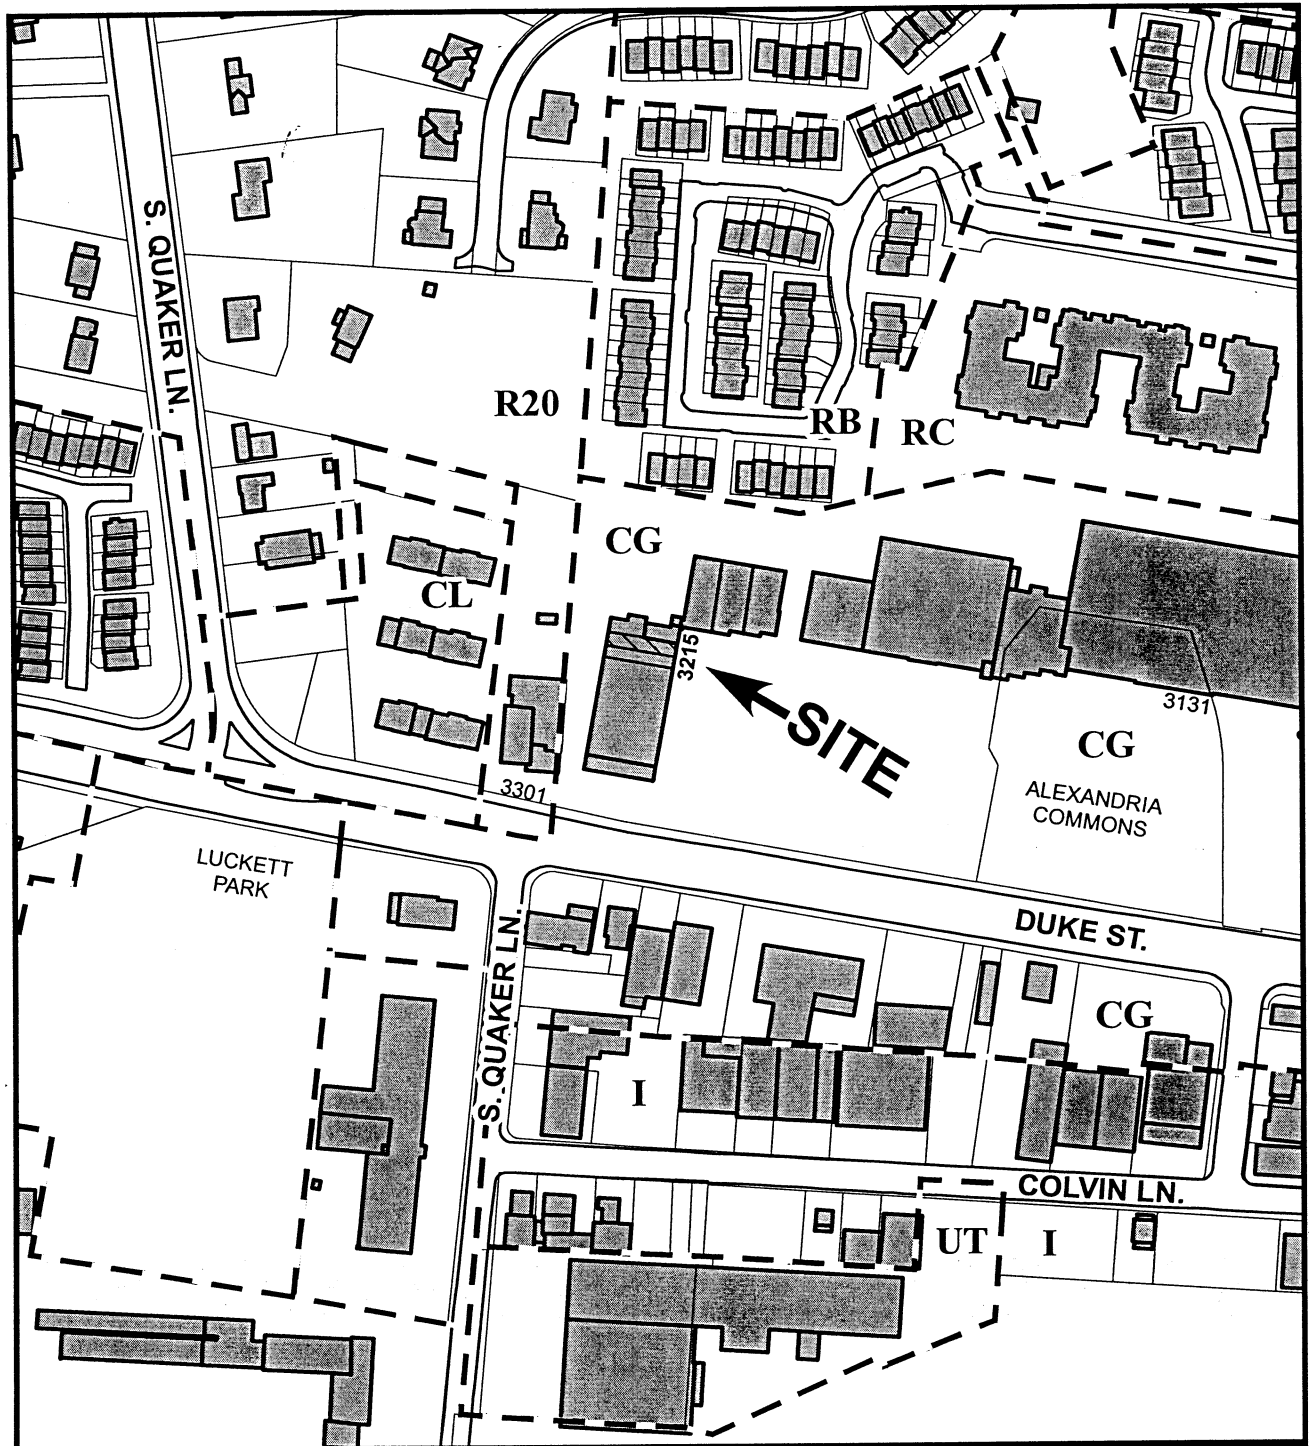 S. QUAKER LN.
R20
RB
RC
CG
CL
3215
SITE
3131
CG
ALEXANDRIA
COMMONS
3301
LUCKETT
PARK
DUKE ST.
S. QUAKER LN.
CG
I
COLVIN LN.
UT
I